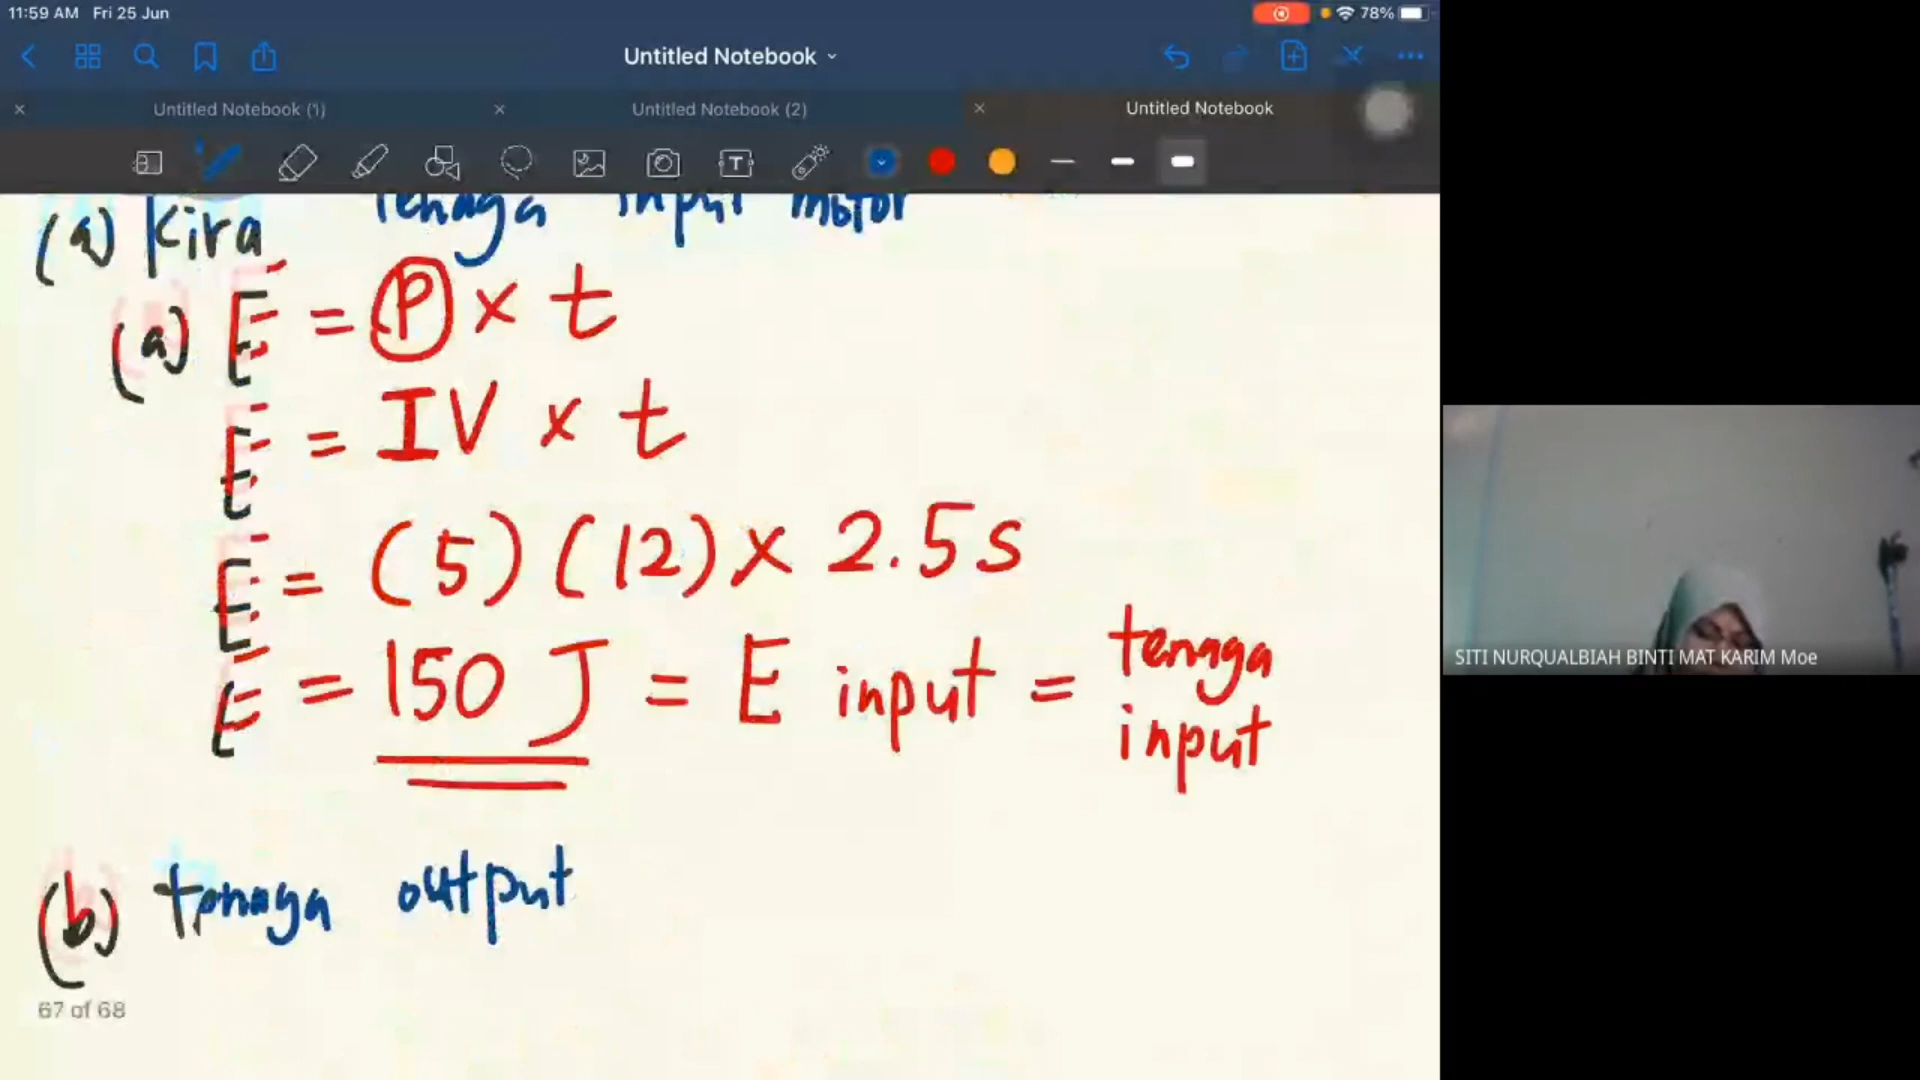 11:59 AM Fri 25 Jun
78%
Untitled Notebook
Untitled Notebook (1)
Untitled Notebook (2)
Untitled Notebook
(a) Kira tenaga input motor
(a) E = P × t
E = IV × t
E = (5)(12) × 2.5s
E = 150 J = E input = tenaga
input
(b) tenaga output
67 of 68
SITI NURQUALBIAH BINTI MAT KARIM Moe